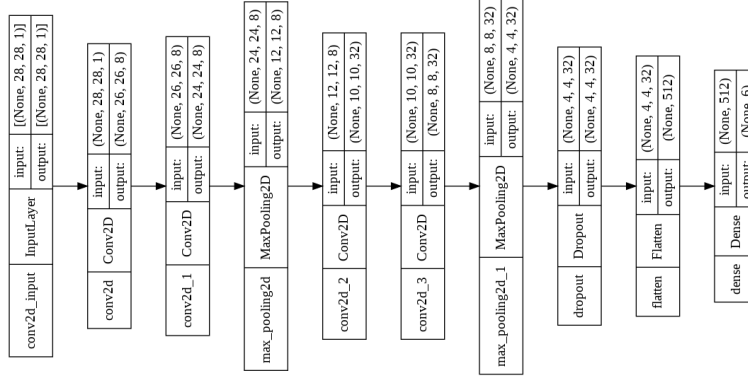 conv2d_input InputLayer input: [(None, 28, 28, 1)]
output: [(None, 28, 28, 1)]
conv2d Conv2D input: (None, 28, 28, 1)
output: (None, 26, 26, 8)
conv2d_1 Conv2D input: (None, 26, 26, 8)
output: (None, 24, 24, 8)
max_pooling2d MaxPooling2D input: (None, 24, 24, 8)
output: (None, 12, 12, 8)
conv2d_2 Conv2D input: (None, 12, 12, 8)
output: (None, 10, 10, 32)
conv2d_3 Conv2D input: (None, 10, 10, 32)
output: (None, 8, 8, 32)
max_pooling2d_1 MaxPooling2D input: (None, 8, 8, 32)
output: (None, 4, 4, 32)
dropout Dropout input: (None, 4, 4, 32)
output: (None, 4, 4, 32)
flatten Flatten input: (None, 4, 4, 32)
output: (None, 512)
dense Dense input: (None, 512)
output: